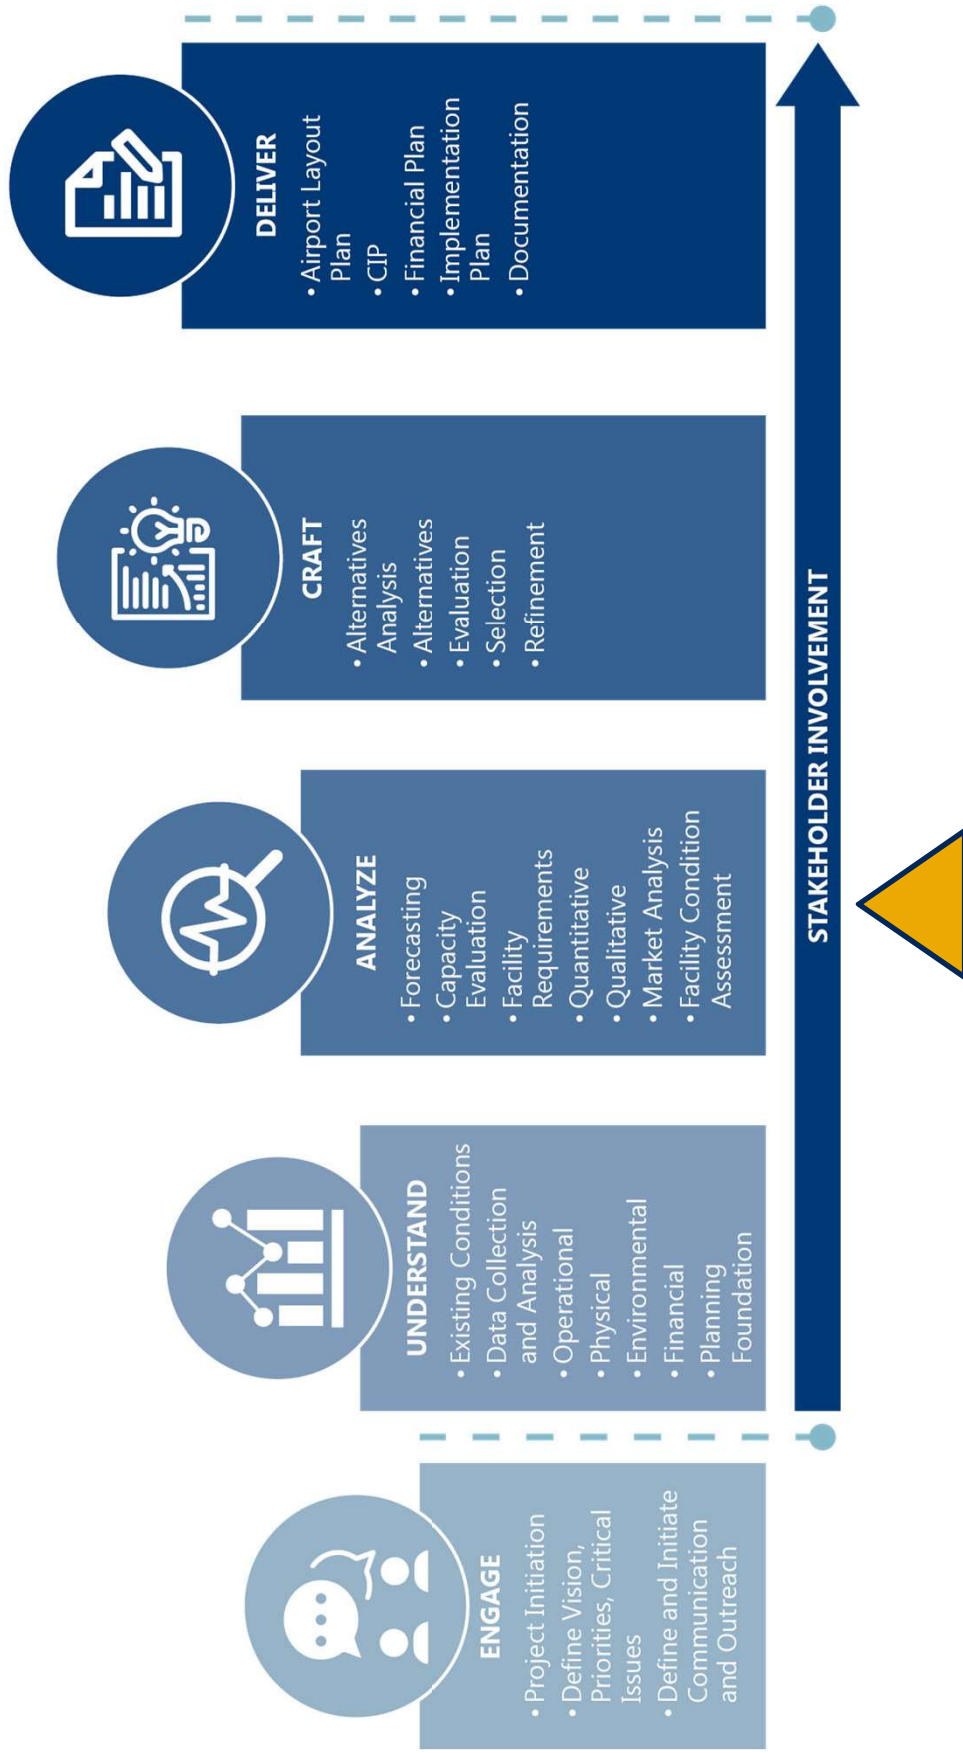 ENGAGE
• Project Initiation
• Define Vision,
Priorities, Critical
Issues
• Define and Initiate
Communication
and Outreach
UNDERSTAND
• Existing Conditions
• Data Collection
and Analysis
• Operational
• Physical
• Environmental
• Financial
• Planning
Foundation
ANALYZE
• Forecasting
• Capacity
Evaluation
• Facility
Requirements
• Quantitative
• Qualitative
• Market Analysis
• Facility Condition
Assessment
CRAFT
• Alternatives
Analysis
• Alternatives
• Evaluation
• Selection
• Refinement
DELIVER
• Airport Layout
Plan
• CIP
• Financial Plan
• Implementation
Plan
• Documentation
STAKEHOLDER INVOLVEMENT